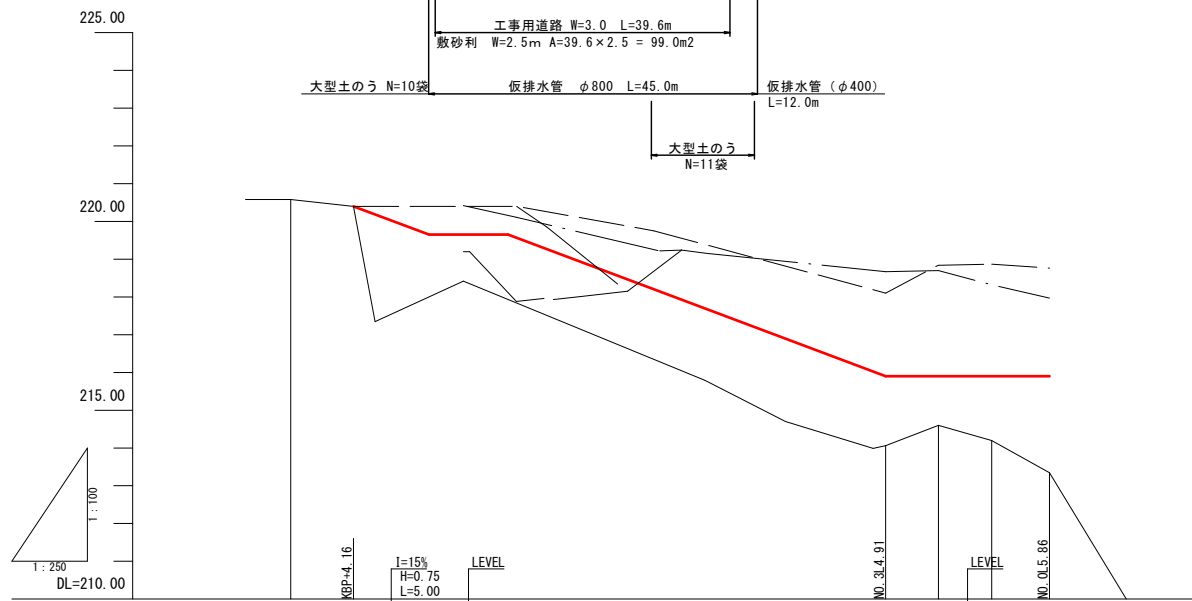 225.00
工事用道路 W=3.0 L=39.6m
敷砂利 W=2.5m A=39.6×2.5 = 99.0m2
大型土のう N=10袋
仮排水管 φ800 L=45.0m
仮排水管（φ400）
L=12.0m
大型土のう
N=11袋
220.00
215.00
1:100
1:250
DL=210.00
KBP+4.16
I=15%
H=0.75
L=5.00
LEVEL
NO.3L4.91
LEVEL
NO.0L5.86